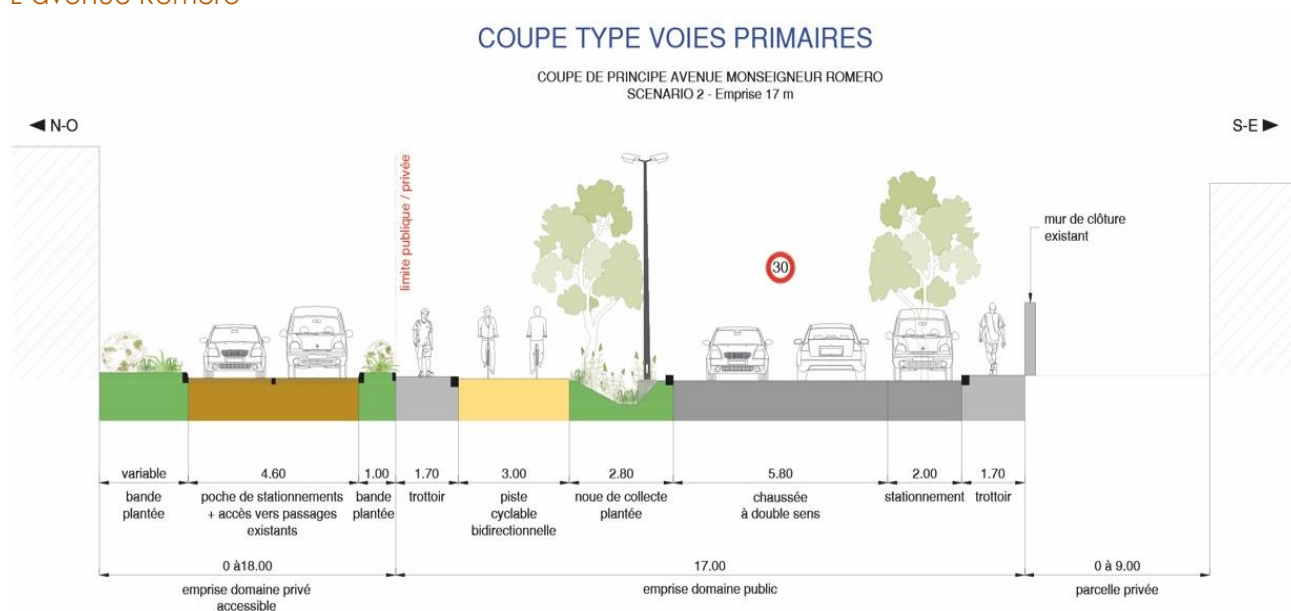 L'avenue Romero
COUPE TYPE VOIES PRIMAIRES
COUPE DE PRINCIPE AVENUE MONSEIGNEUR ROMERO
SCENARIO 2 - Emprise 17 m
N-O
S-E
limite publique / privée
30
mur de clôture
existant
variable
bande
plantée
4.60
poche de stationnements
+ accès vers passages
existants
1.00
bande
plantée
1.70
trottoir
3.00
piste
cyclable
bidirectionnelle
2.80
noue de collecte
plantée
5.80
chaussée
à double sens
2.00
stationnement
1.70
trottoir
0 à18.00
emprise domaine privé
accessible
17.00
emprise domaine public
0 à 9.00
parcelle privée